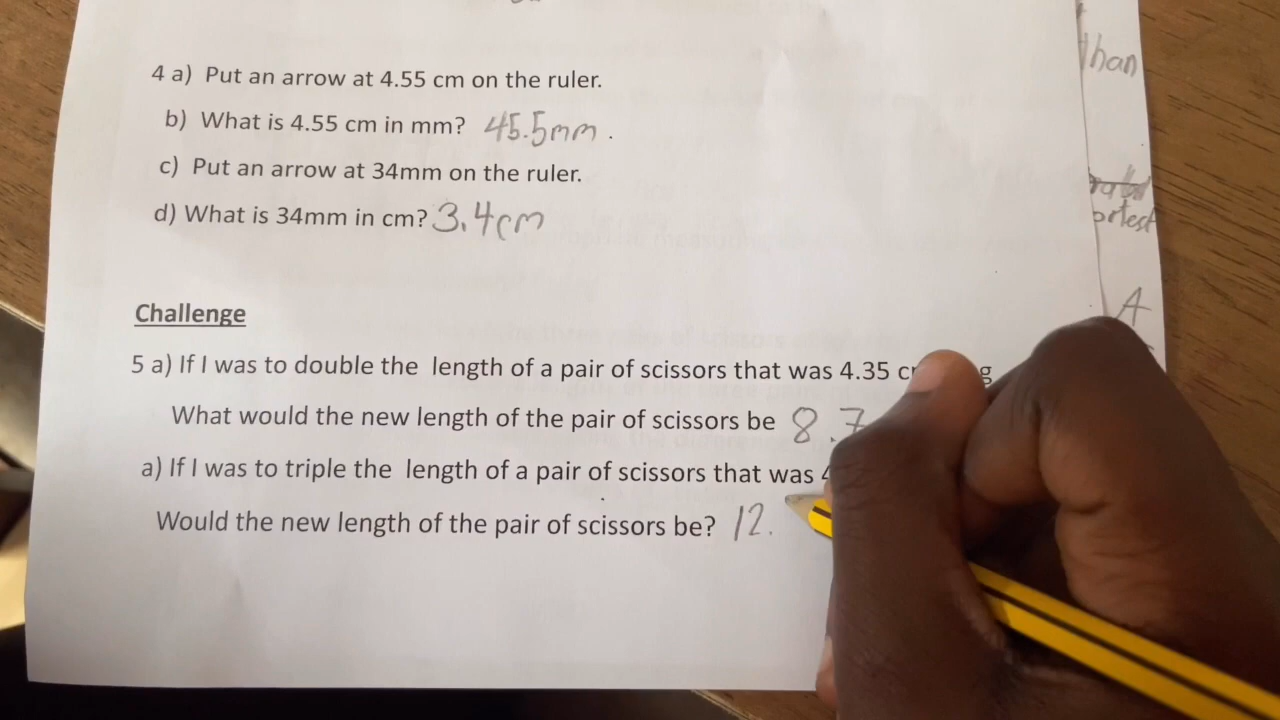 4 a) Put an arrow at 4.55 cm on the ruler.
b) What is 4.55 cm in mm? 45.5mm .
c) Put an arrow at 34mm on the ruler.
d) What is 34mm in cm? 3.4cm
Challenge
5 a) If I was to double the length of a pair of scissors that was 4.35
What would the new length of the pair of scissors be 8.7
a) If I was to triple the length of a pair of scissors that was
Would the new length of the pair of scissors be? 12.
than
A